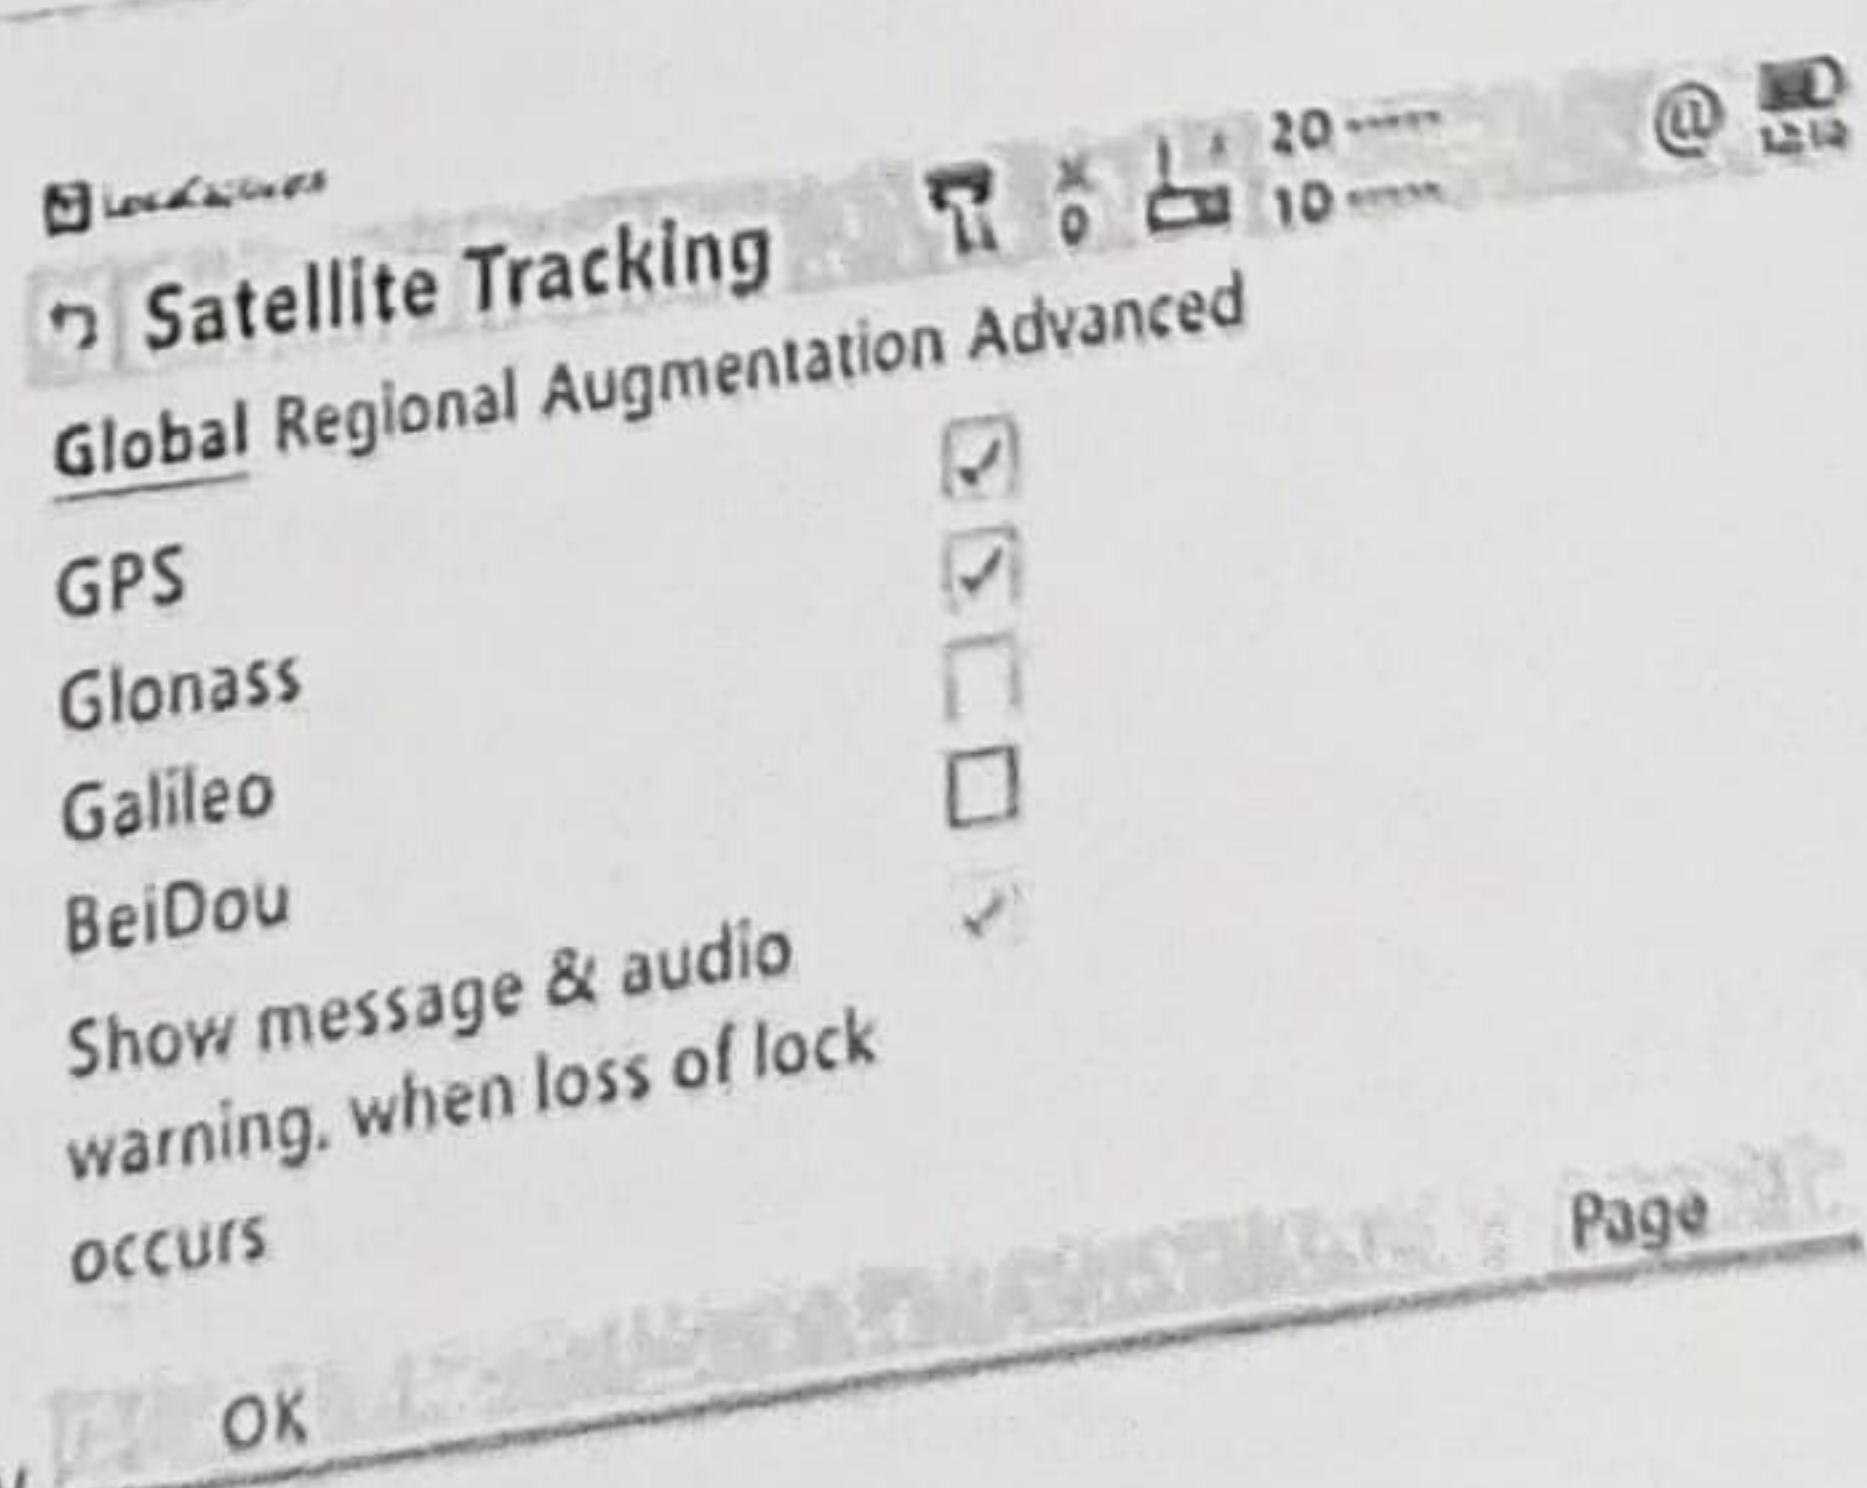 Satellite Tracking
20 -----
10 -----
@
Global Regional Augmentation Advanced
GPS
Glonass
Galileo
BeiDou
Show message & audio
warning, when loss of lock
occurs
OK Page